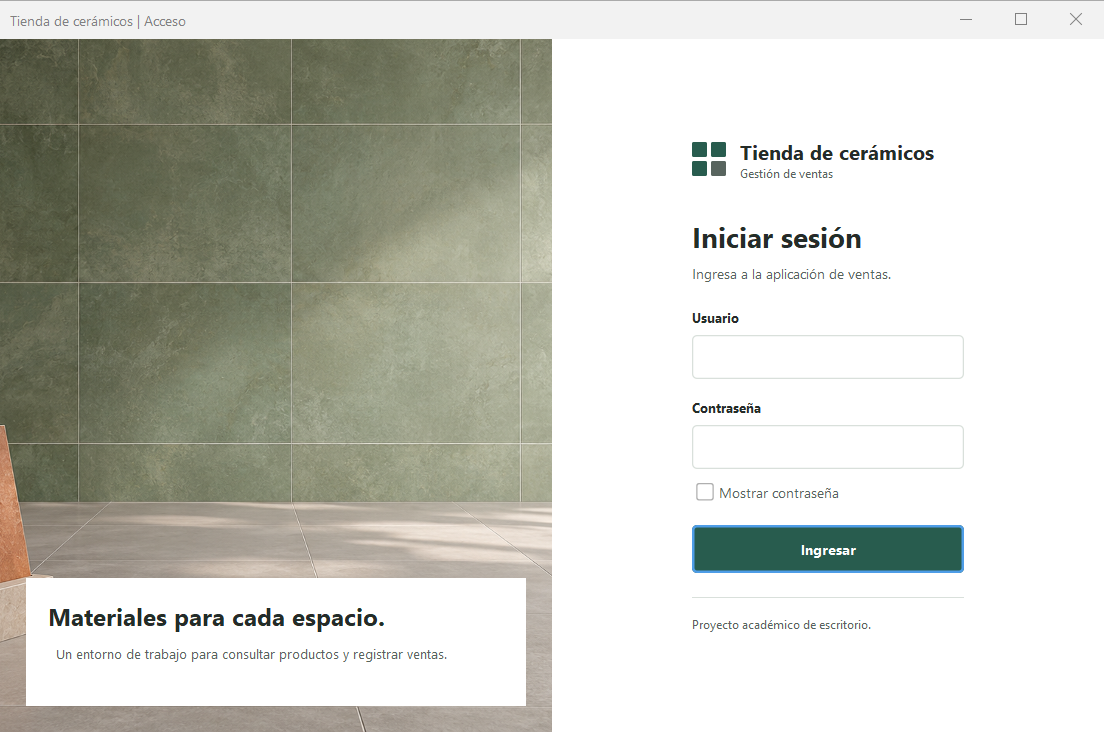 Tienda de cerámicos | Acceso
Tienda de cerámicos
Gestión de ventas
Iniciar sesión
Ingresa a la aplicación de ventas.
Usuario
Contraseña
Mostrar contraseña
Ingresar
Proyecto académico de escritorio.
Materiales para cada espacio.
Un entorno de trabajo para consultar productos y registrar ventas.